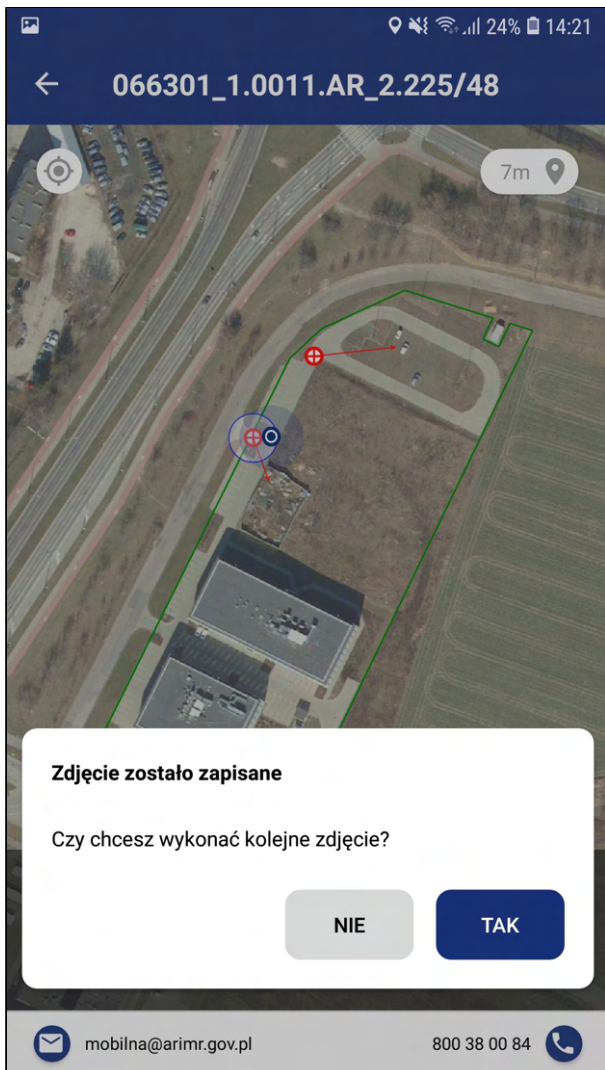 24% 14:21
066301_1.0011.AR_2.225/48
7m
Zdjęcie zostało zapisane
Czy chcesz wykonać kolejne zdjęcie?
NIE TAK
mobilna@arimr.gov.pl 800 38 00 84